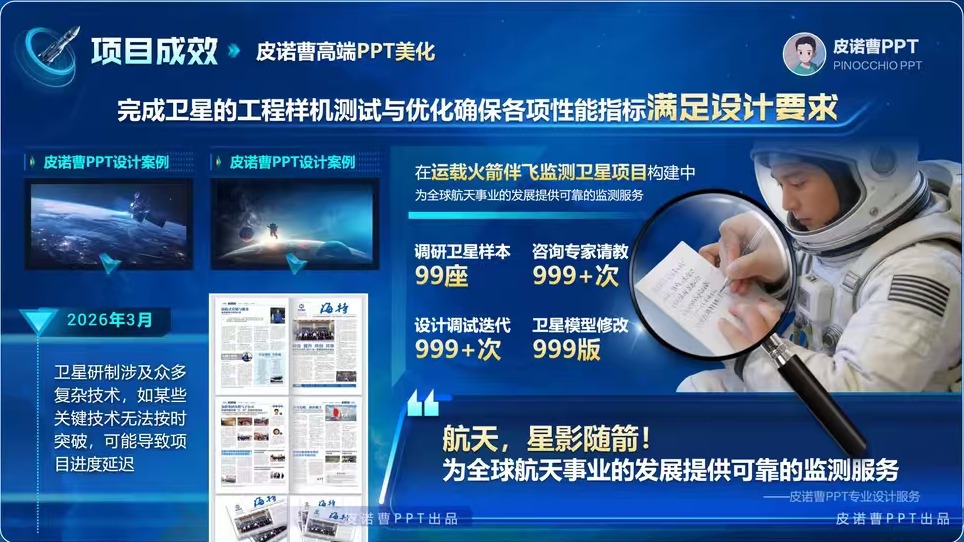 项目成效
皮诺曹高端PPT美化
皮诺曹PPT
PINOCCHIO PPT
完成卫星的工程样机测试与优化确保各项性能指标满足设计要求
皮诺曹PPT设计案例
皮诺曹PPT设计案例
2026年3月
卫星研制涉及众多
复杂技术，如某些
关键技术无法按时
突破，可能导致项
目进度延迟
海特
海特
在运载火箭伴飞监测卫星项目构建中
为全球航天事业的发展提供可靠的监测服务
调研卫星样本
99座
咨询专家请教
999+次
设计调试迭代
999+次
卫星模型修改
999版
航天，星影随箭！
为全球航天事业的发展提供可靠的监测服务
——皮诺曹PPT专业设计服务
皮诺曹PPT出品
皮诺曹PPT出品